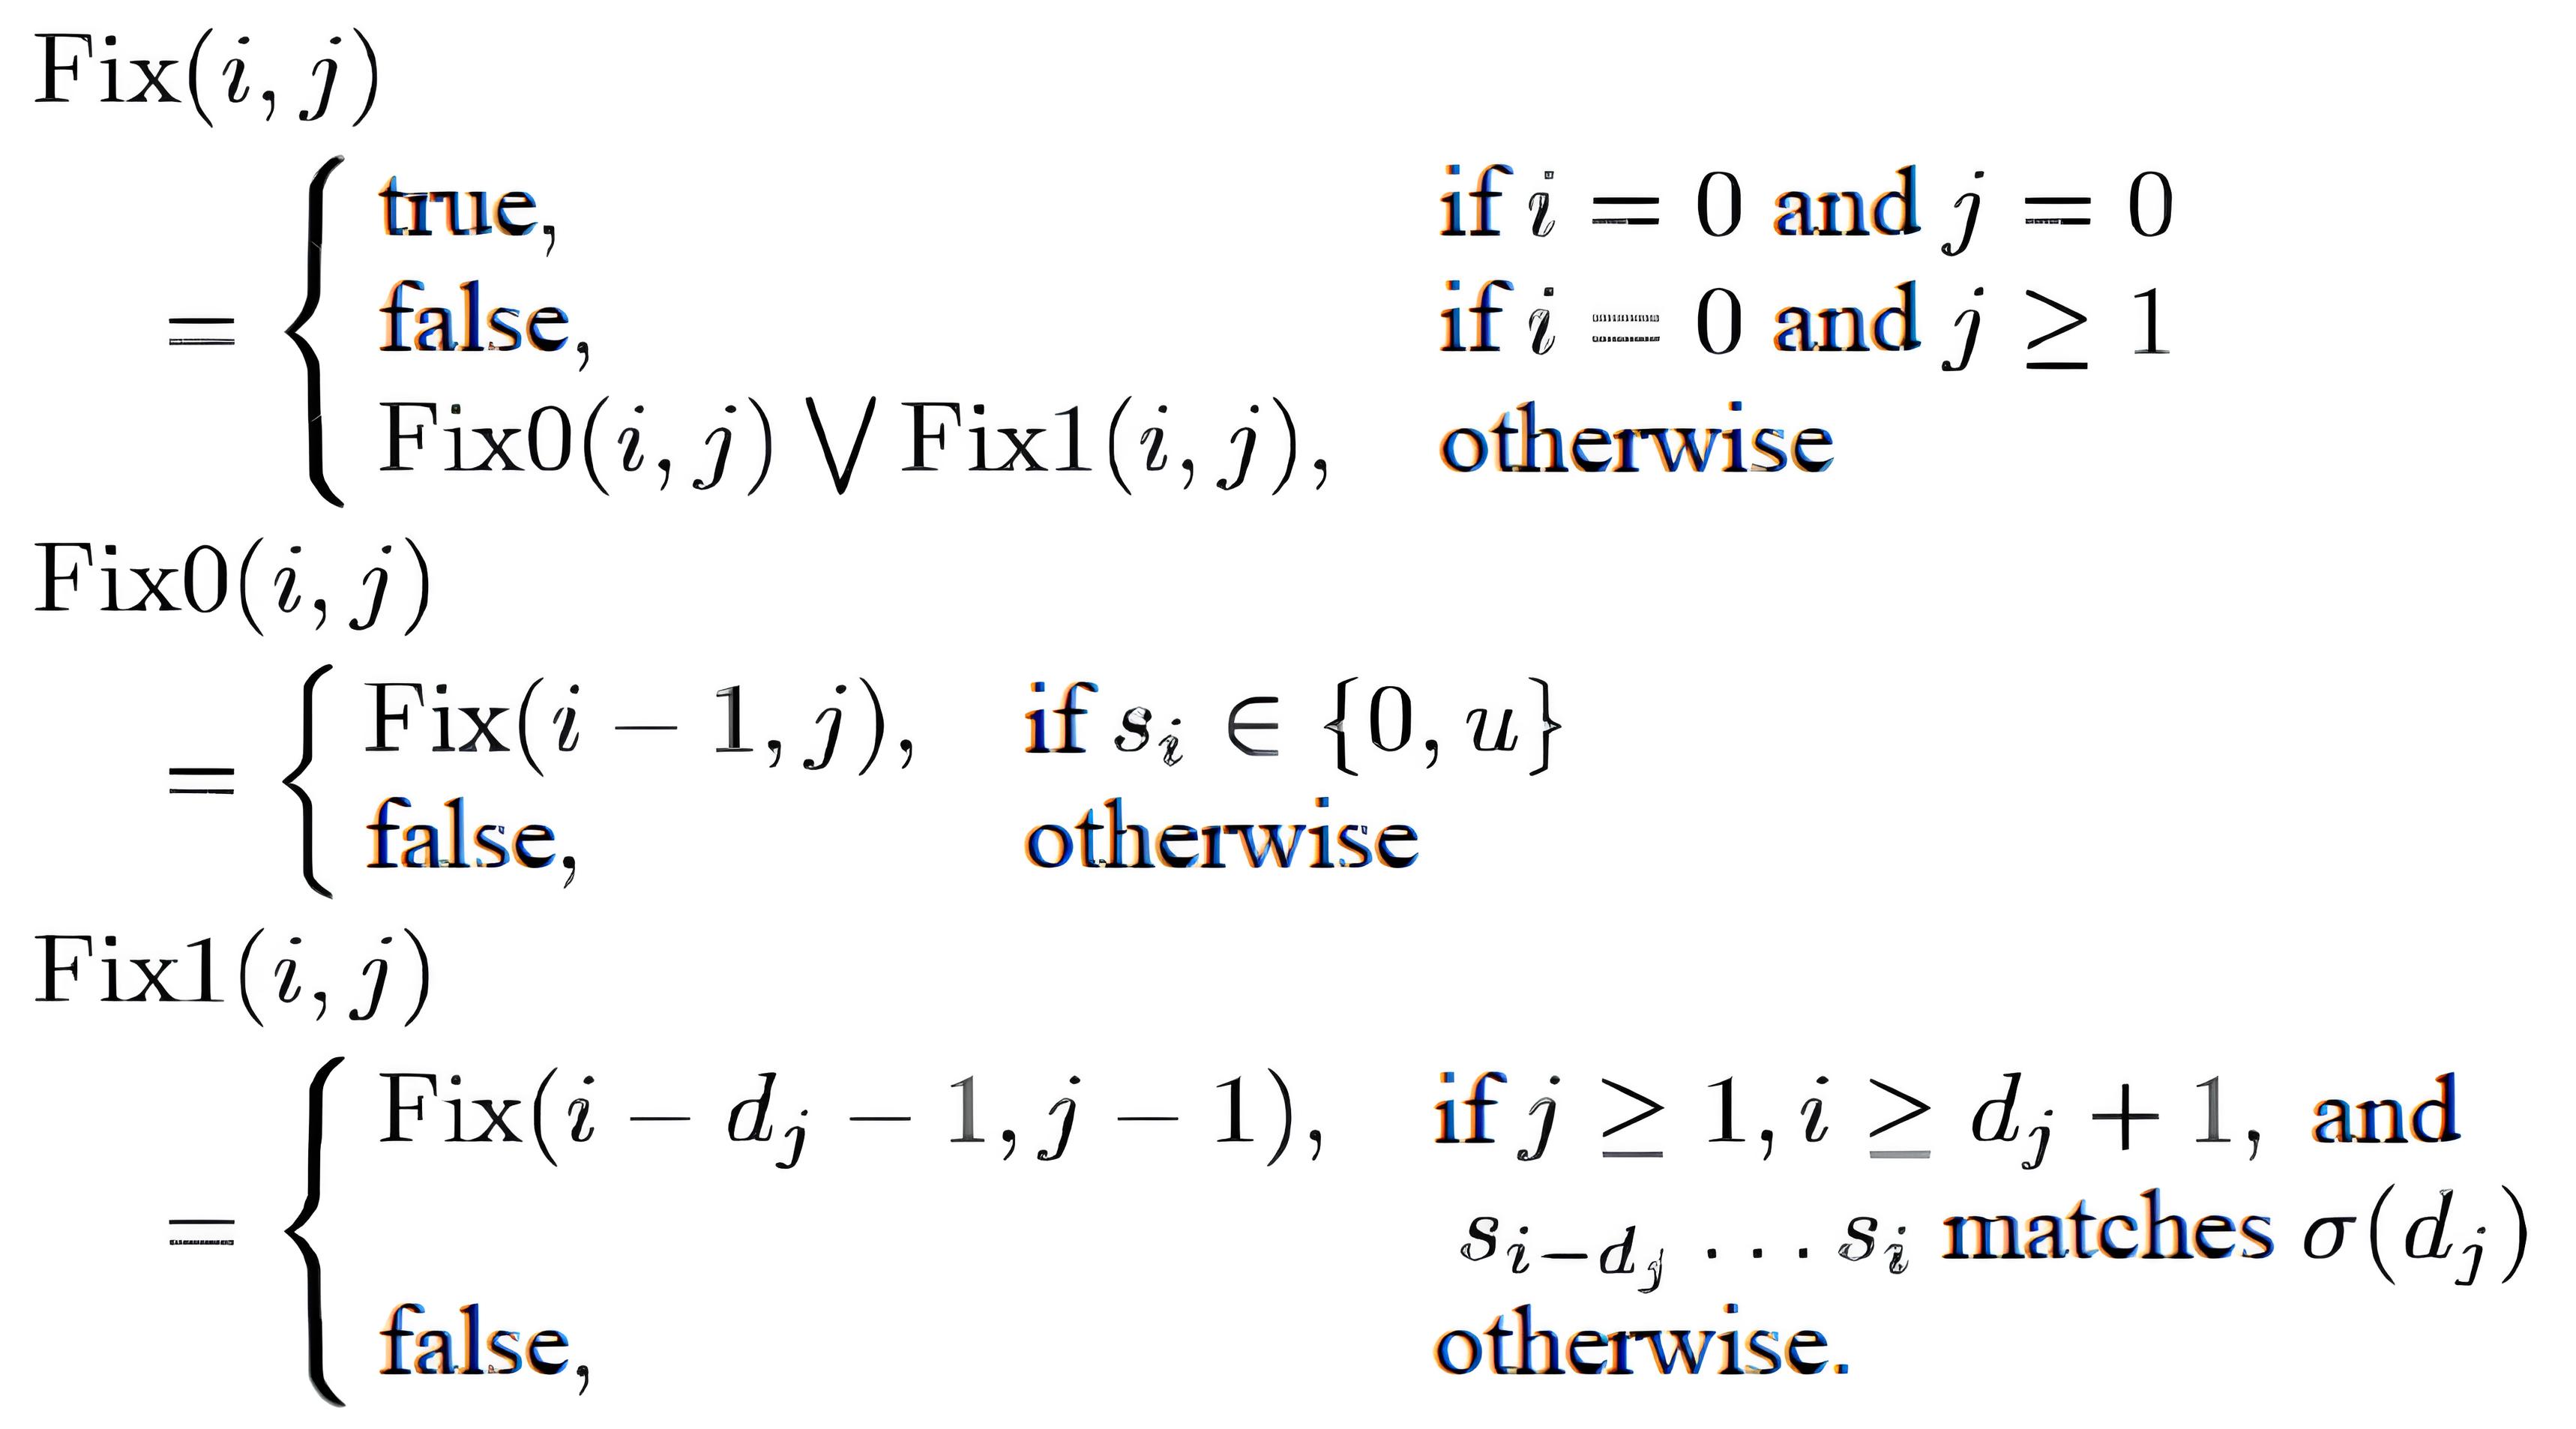 Fix(i, j)
= { true, if i = 0 and j = 0
false, if i = 0 and j ≥ 1
Fix0(i, j) ⋁ Fix1(i, j), otherwise
Fix0(i, j)
= { Fix(i − 1, j), if s_i ∈ {0, u}
false, otherwise
Fix1(i, j)
= { Fix(i − d_j − 1, j − 1), if j ≥ 1, i ≥ d_j + 1, and
s_{i−d_j} . . . s_i matches σ(d_j)
false, otherwise.